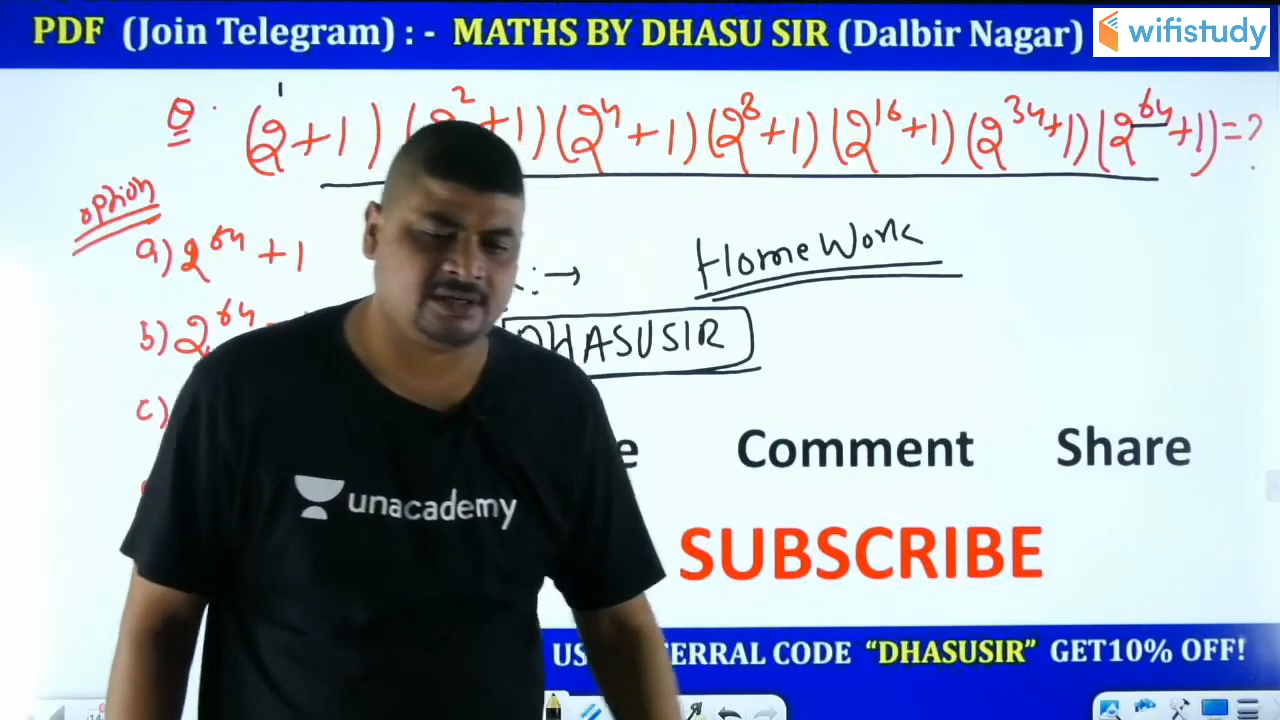 PDF (Join Telegram) : - MATHS BY DHASU SIR (Dalbir Nagar)
wifistudy
Q. (2¹+1) (2²+1) (2⁴+1) (2⁸+1) (2¹⁶+1) (2³⁴+1) (2⁶⁴+1) = ?
option
a) 2⁶⁴+1
:→ Home Work
b) 2⁶⁴
DHASUSIR
c)
Comment Share
unacademy
SUBSCRIBE
CODE "DHASUSIR" GET10% OFF!